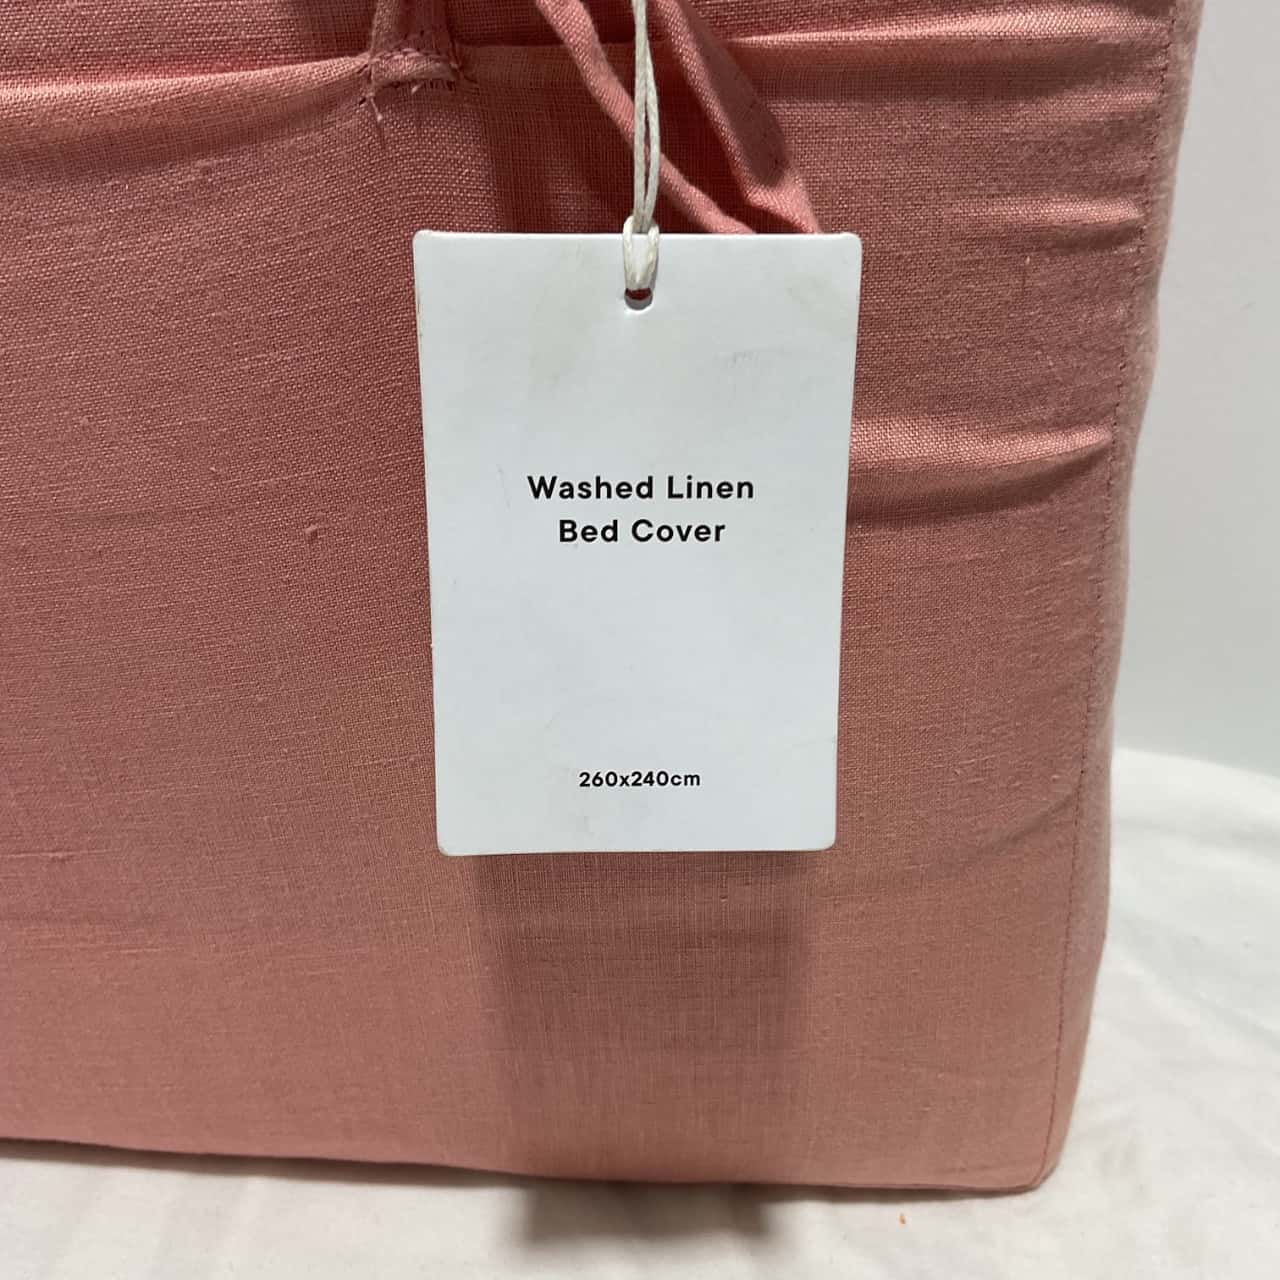 Washed Linen
Bed Cover
260x240cm